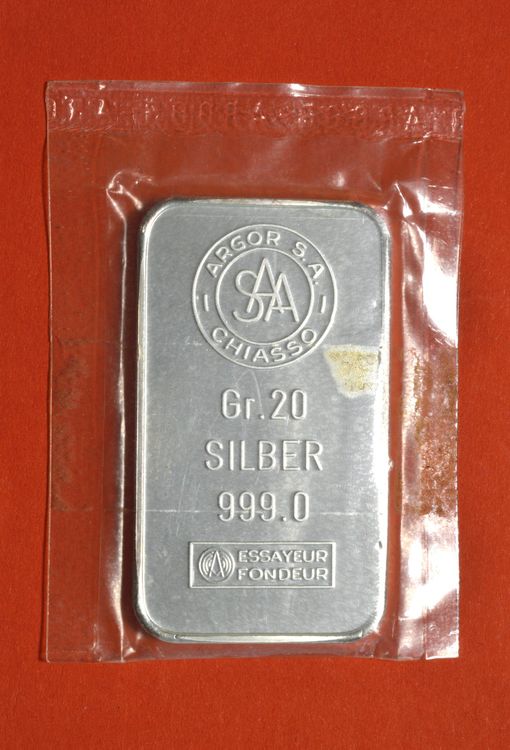 ARGOR S.A.
SAA
CHIASSO
Gr. 20
SILBER
999.0
ESSAYEUR
FONDEUR